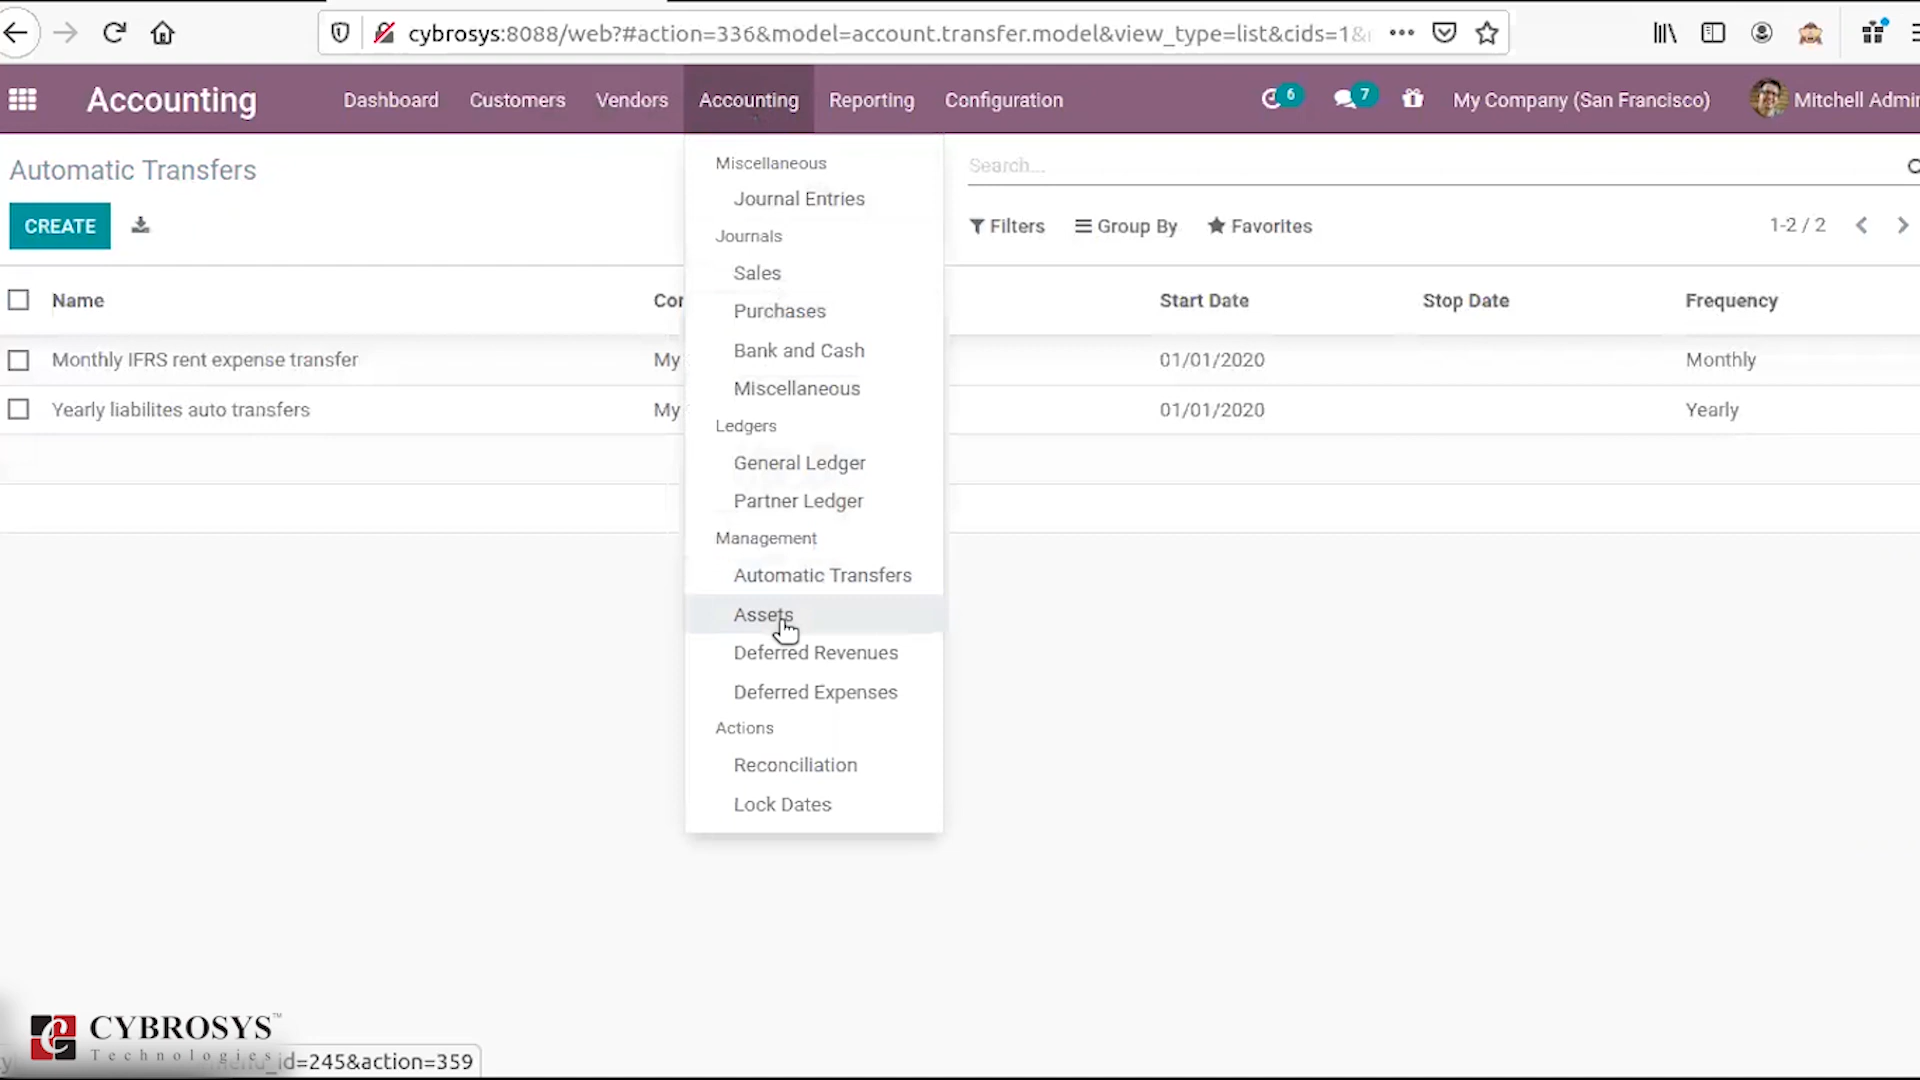 cybrosys:8088/web?#action=336&model=account.transfer.model&view_type=list&cids=1&
Accounting
Dashboard
Customers
Vendors
Accounting
Reporting
Configuration
6
7
My Company (San Francisco)
Mitchell Admin
Automatic Transfers
Search...
CREATE
Filters
Group By
Favorites
1-2 / 2
Name
Start Date
Stop Date
Frequency
Monthly IFRS rent expense transfer
My
01/01/2020
Monthly
Yearly liabilites auto transfers
My
01/01/2020
Yearly
Miscellaneous
Journal Entries
Journals
Sales
Purchases
Bank and Cash
Miscellaneous
Ledgers
General Ledger
Partner Ledger
Management
Automatic Transfers
Assets
Deferred Revenues
Deferred Expenses
Actions
Reconciliation
Lock Dates
CYBROSYS™
Technologies
_id=245&action=359